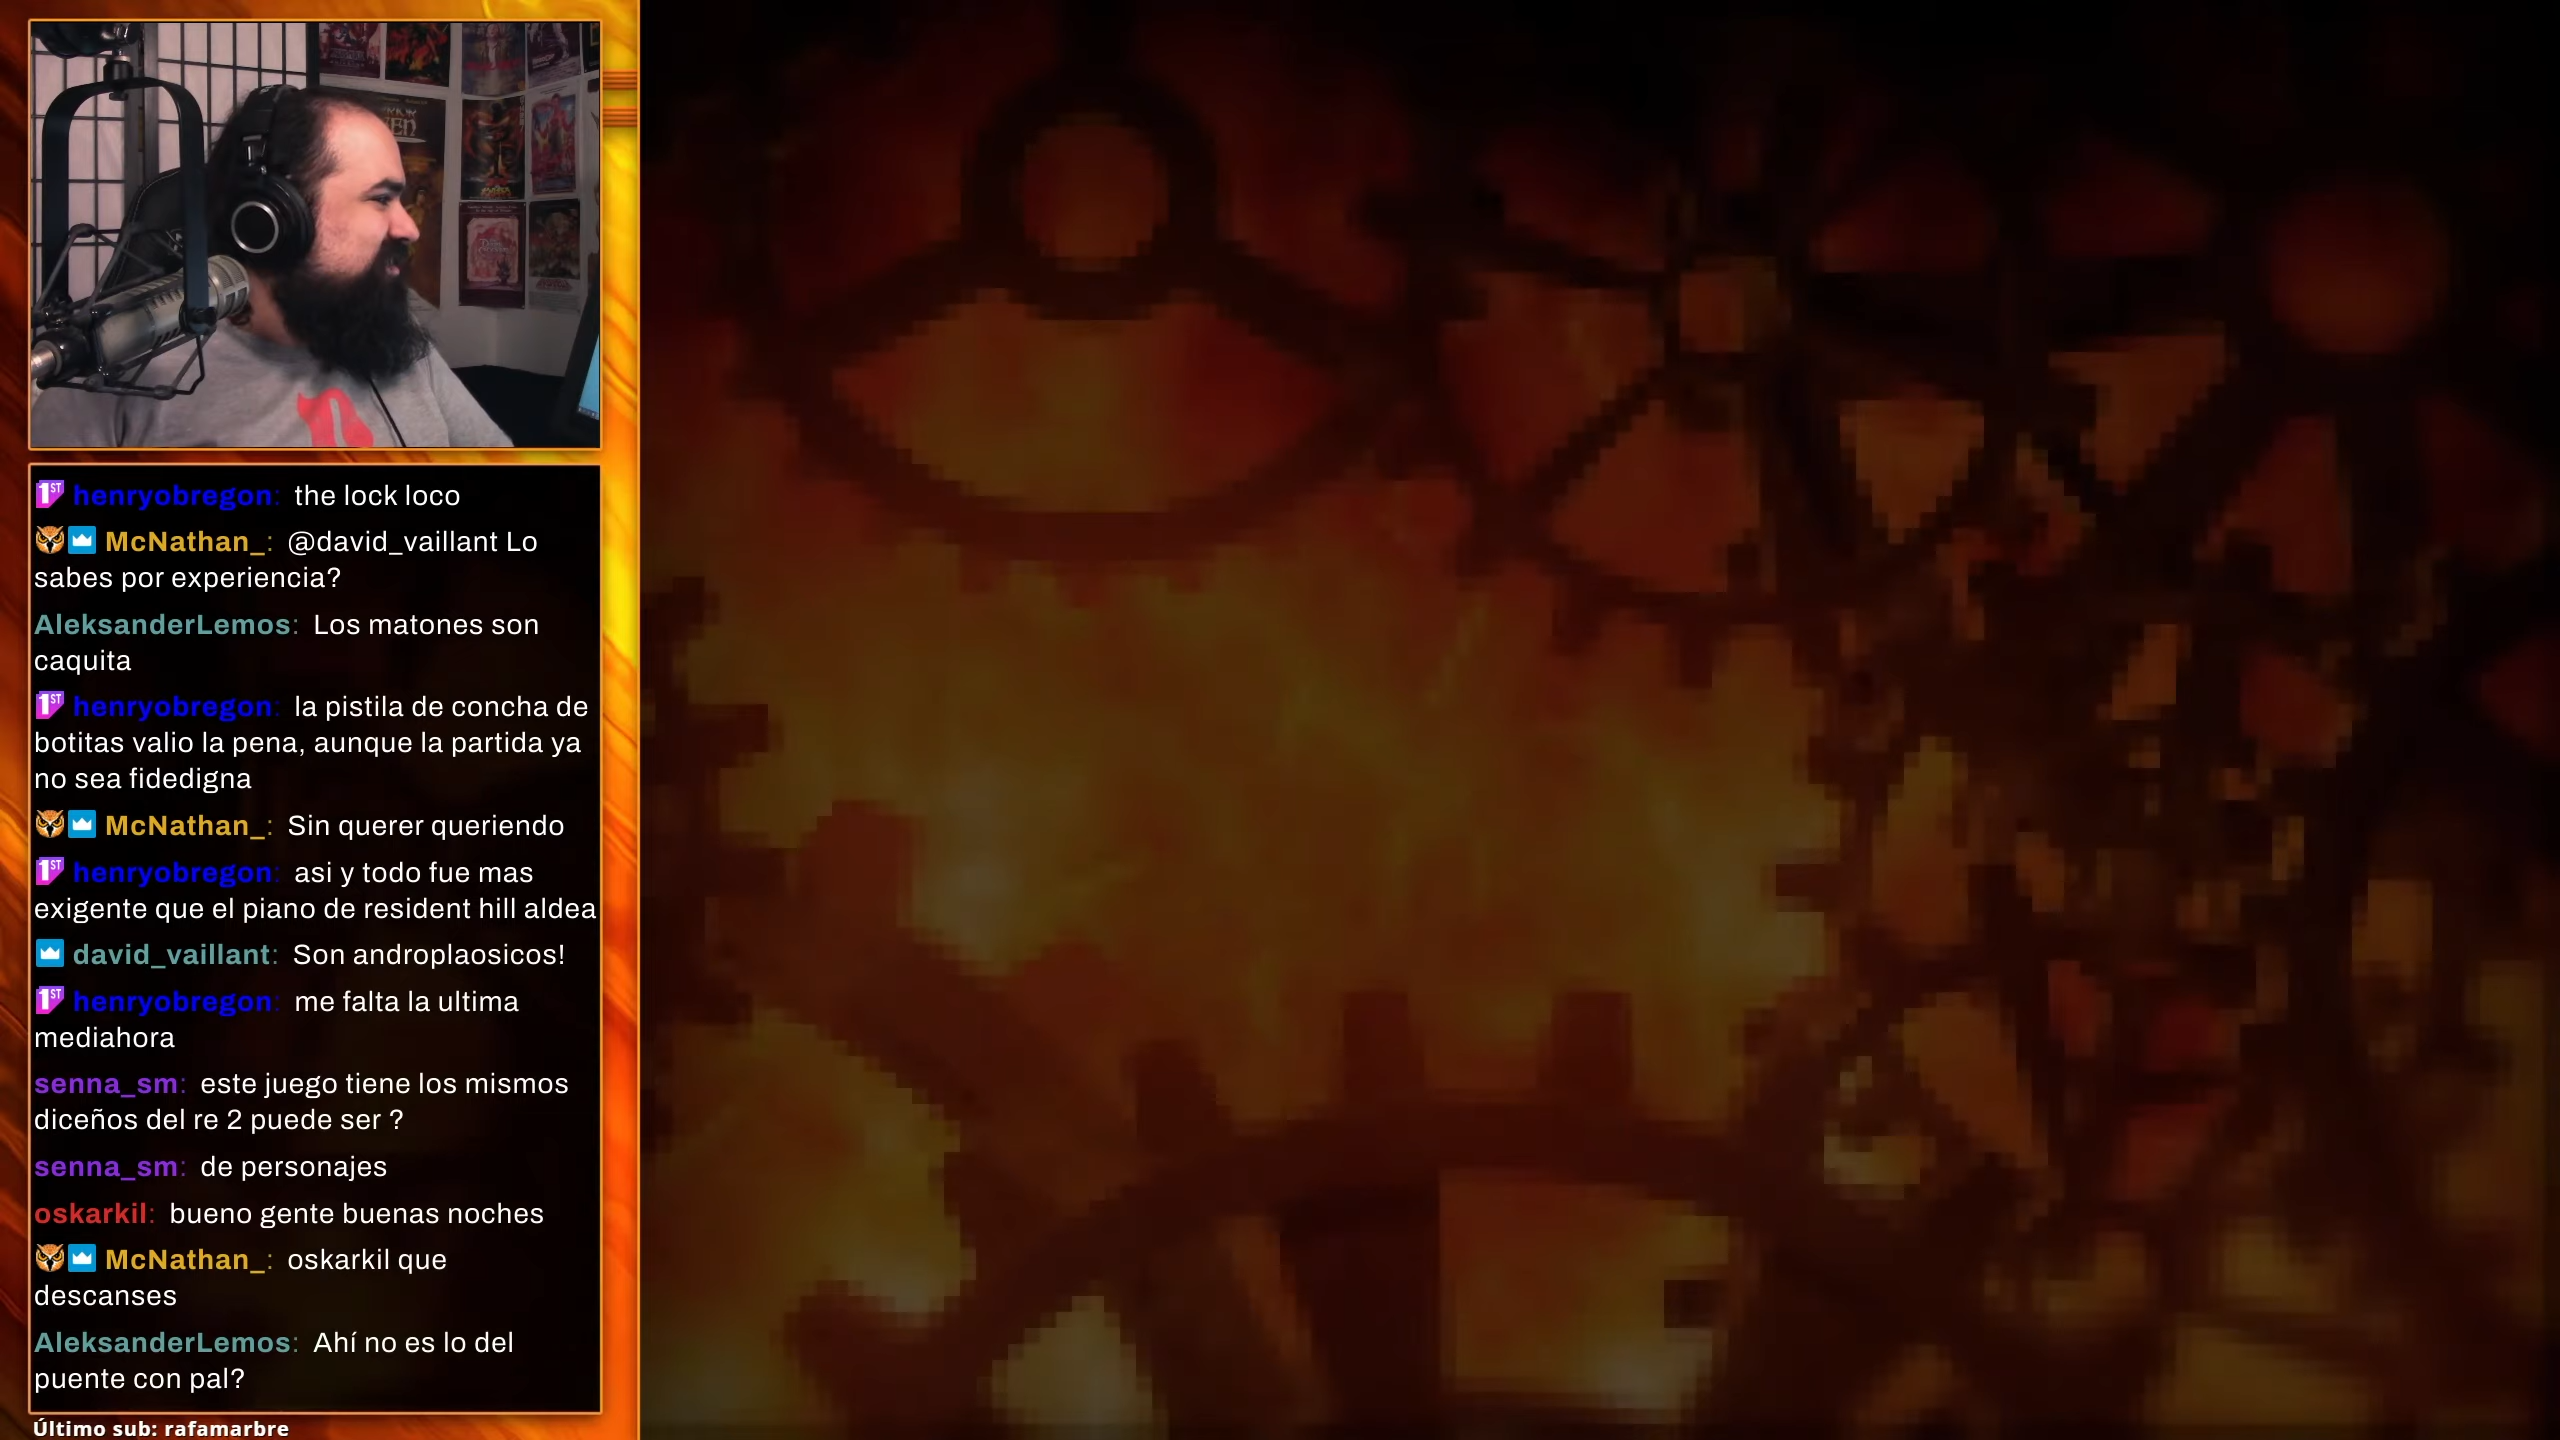 henryobregon: the lock loco
McNathan_: @david_vaillant Lo
sabes por experiencia?
AleksanderLemos: Los matones son
caquita
henryobregon: la pistila de concha de
botitas valio la pena, aunque la partida ya
no sea fidedigna
McNathan_: Sin querer queriendo
henryobregon: asi y todo fue mas
exigente que el piano de resident hill aldea
david_vaillant: Son androplaosicos!
henryobregon: me falta la ultima
mediahora
senna_sm: este juego tiene los mismos
diceños del re 2 puede ser ?
senna_sm: de personajes
oskarkil: bueno gente buenas noches
McNathan_: oskarkil que
descanses
AleksanderLemos: Ahí no es lo del
puente con pal?
Último sub: rafamarbre